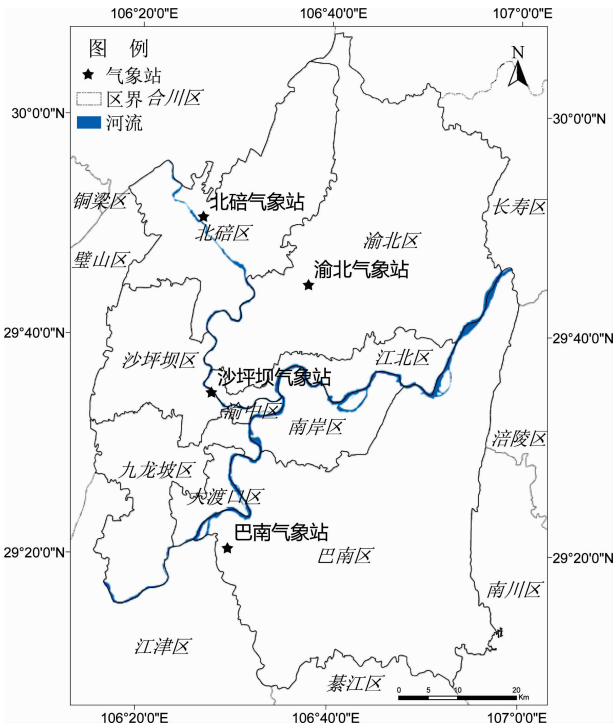 106°20'0"E
106°40'0"E
107°0'0"E
图 例
气象站
区界
合川区
河流
N
30°0'0"N
30°0'0"N
铜梁区
北碚气象站
长寿区
北碚区
渝北区
璧山区
渝北气象站
29°40'0"N
29°40'0"N
沙坪坝区
江北区
沙坪坝气象站
渝中区
南岸区
涪陵区
九龙坡区
大渡口区
巴南气象站
29°20'0"N
巴南区
29°20'0"N
南川区
江津区
綦江区
0 5 10 20
Km
106°20'0"E
106°40'0"E
107°0'0"E